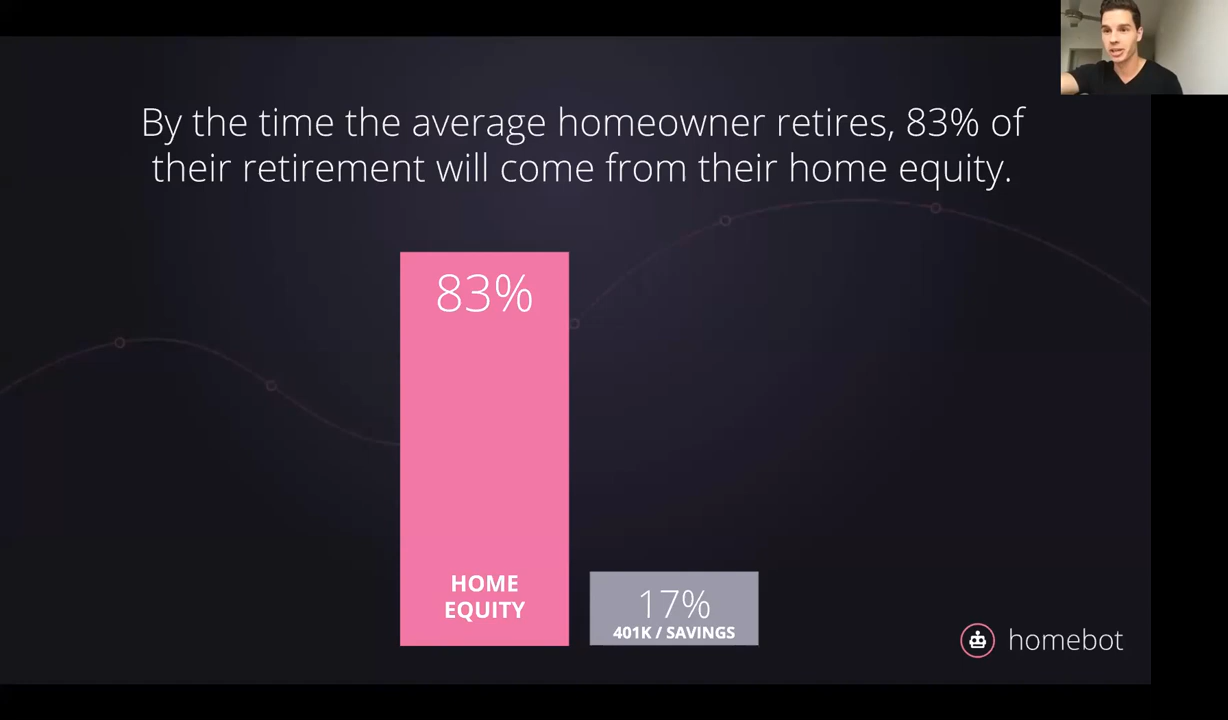 By the time the average homeowner retires, 83% of
their retirement will come from their home equity.
83%
HOME
EQUITY
17%
401K / SAVINGS
homebot